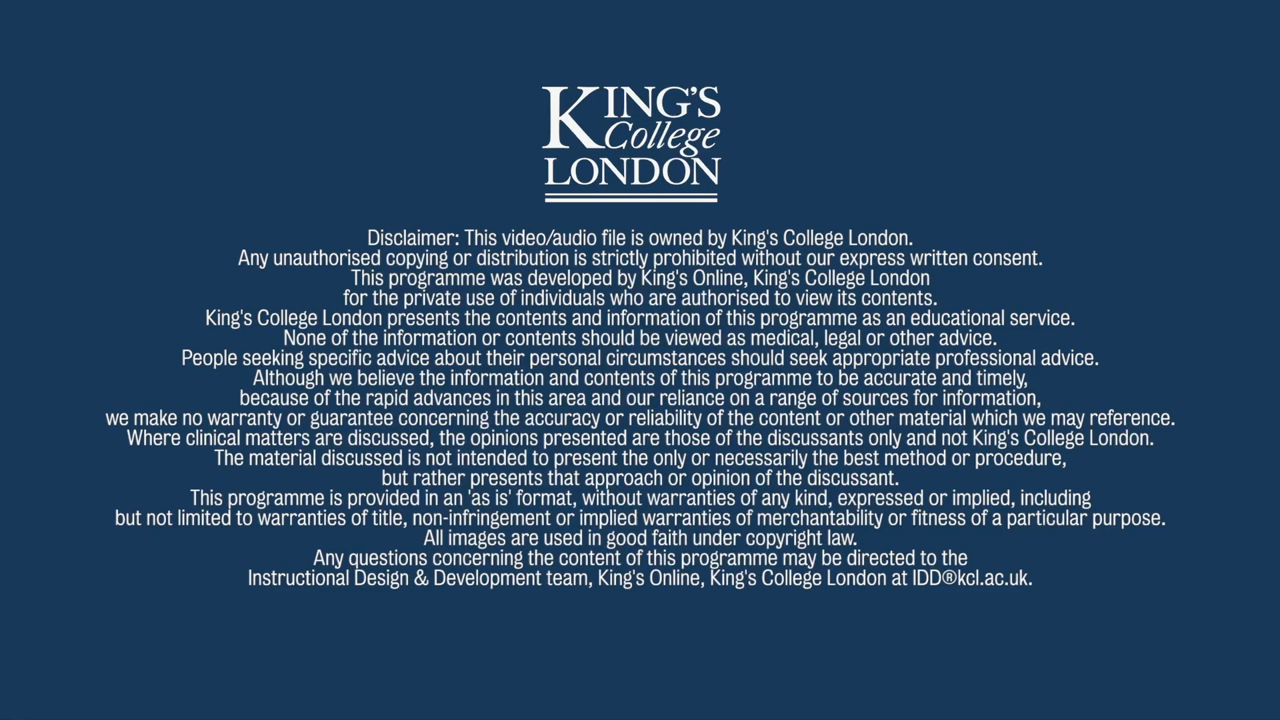 KING'S
College
LONDON
Disclaimer: This video/audio file is owned by King's College London.
Any unauthorised copying or distribution is strictly prohibited without our express written consent.
This programme was developed by King's Online, King's College London
for the private use of individuals who are authorised to view its contents.
King's College London presents the contents and information of this programme as an educational service.
None of the information or contents should be viewed as medical, legal or other advice.
People seeking specific advice about their personal circumstances should seek appropriate professional advice.
Although we believe the information and contents of this programme to be accurate and timely,
because of the rapid advances in this area and our reliance on a range of sources for information,
we make no warranty or guarantee concerning the accuracy or reliability of the content or other material which we may reference.
Where clinical matters are discussed, the opinions presented are those of the discussants only and not King's College London.
The material discussed is not intended to present the only or necessarily the best method or procedure,
but rather presents that approach or opinion of the discussant.
This programme is provided in an 'as is' format, without warranties of any kind, expressed or implied, including
but not limited to warranties of title, non-infringement or implied warranties of merchantability or fitness of a particular purpose.
All images are used in good faith under copyright law.
Any questions concerning the content of this programme may be directed to the
Instructional Design & Development team, King's Online, King's College London at IDD®kcl.ac.uk.